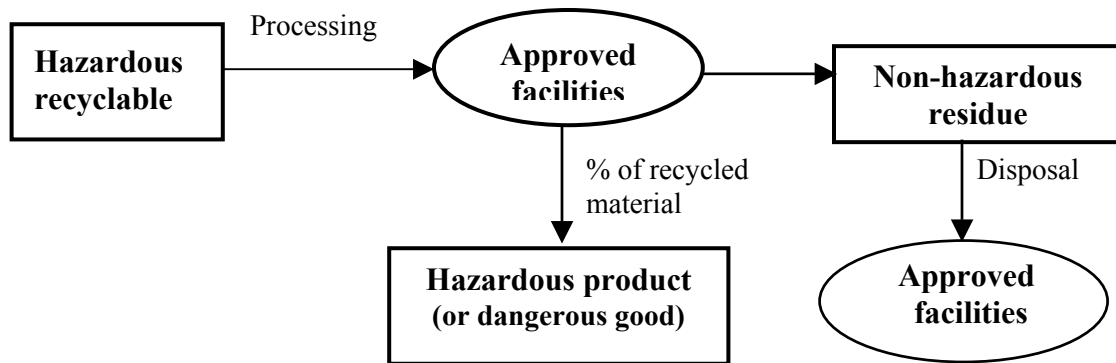 Processing
Hazardous
recyclable
Approved
facilities
Non-hazardous
residue
% of recycled
material
Disposal
Hazardous product
(or dangerous good)
Approved
facilities